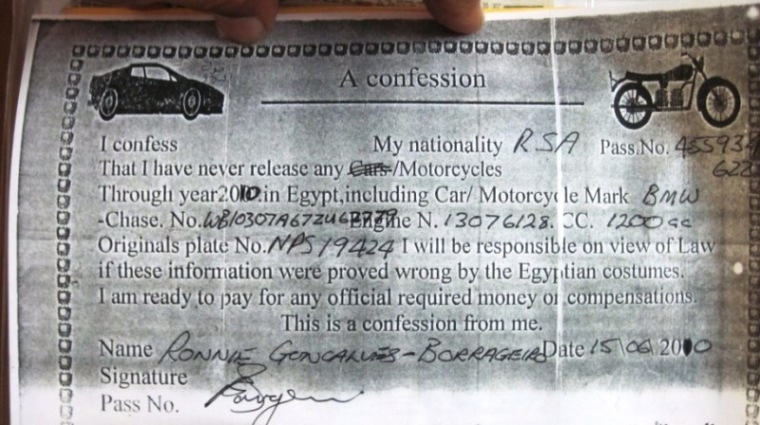 A confession
I confess My nationality RSA Pass.No. 455934
622
That I have never release any Cars/Motorcycles
Through year2010.in Egypt,including Car/ Motorcycle Mark BMW
-Chase. No. Engine N. 13076128. CC. 1200cc
Originals plate No. NPS19424 I will be responsible on view of Law
if these information were proved wrong by the Egyptian costumes.
I am ready to pay for any official required money or compensations.
This is a confession from me.
Name RONNIE GONCALVES-BORRAGEIRO Date 15/06/2010
Signature
Pass No.